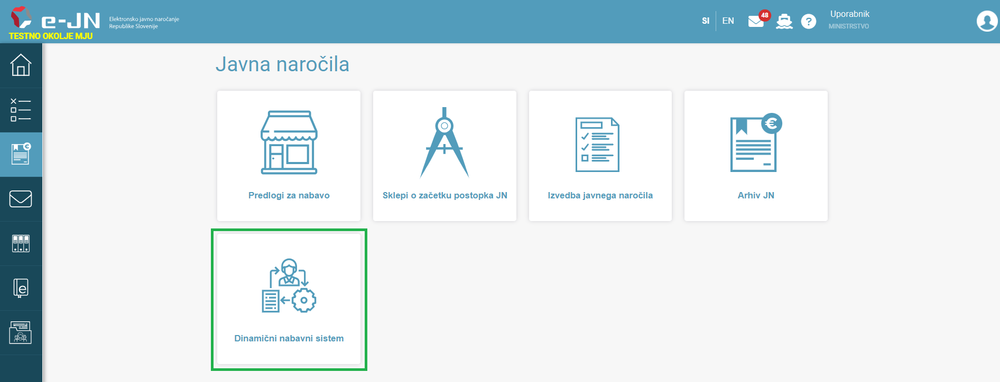 e-JN
Elektronsko javno naročanje
Republike Slovenije
TESTNO OKOLJE MJU
SI
EN
48
?
Uporabnik
MINISTRSTVO
Javna naročila
Predlogi za nabavo
Sklepi o začetku postopka JN
Izvedba javnega naročila
€
Arhiv JN
Dinamični nabavni sistem
€
e